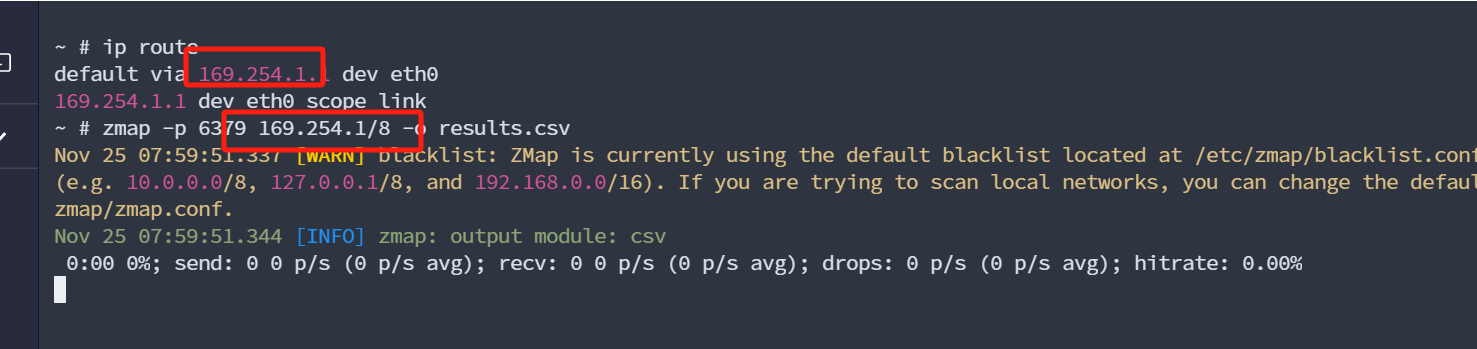 ~ # ip route
default via 169.254.1.1 dev eth0
169.254.1.1 dev eth0 scope link
~ # zmap -p 6379 169.254.1/8 -o results.csv
Nov 25 07:59:51.337 [WARN] blacklist: ZMap is currently using the default blacklist located at /etc/zmap/blacklist.conf
(e.g. 10.0.0.0/8, 127.0.0.1/8, and 192.168.0.0/16). If you are trying to scan local networks, you can change the defaul
zmap/zmap.conf.
Nov 25 07:59:51.344 [INFO] zmap: output module: csv
0:00 0%; send: 0 0 p/s (0 p/s avg); recv: 0 0 p/s (0 p/s avg); drops: 0 p/s (0 p/s avg); hitrate: 0.00%